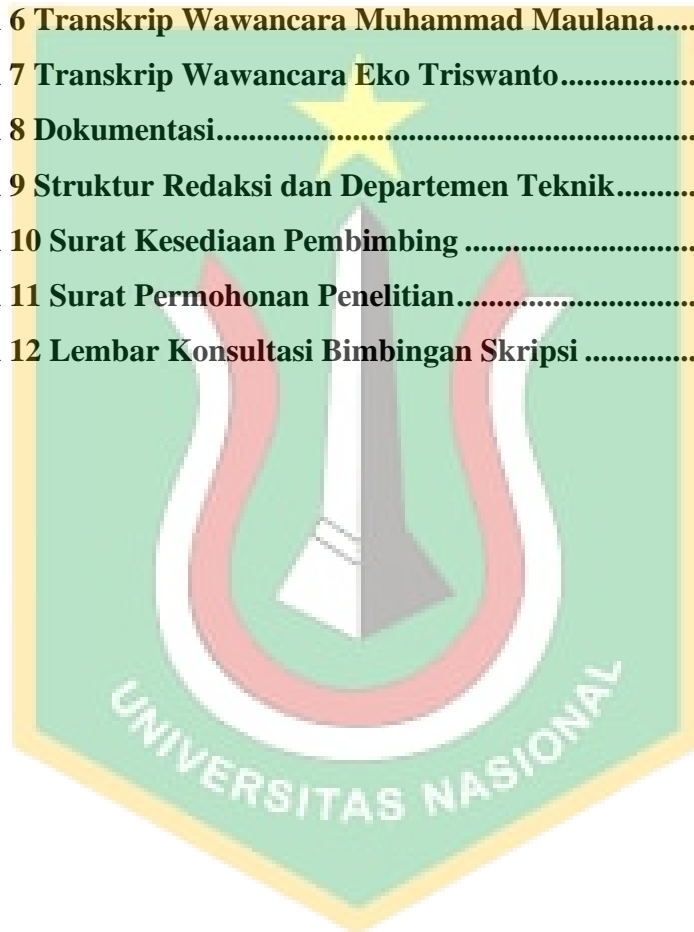 6 Transkrip Wawancara Muhammad Maulana.....
7 Transkrip Wawancara Eko Triswanto....................
8 Dokumentasi..............................................................
9 Struktur Redaksi dan Departemen Teknik.............
10 Surat Kesediaan Pembimbing ................................
11 Surat Permohonan Penelitian.................................
12 Lembar Konsultasi Bimbingan Skripsi .................
UNIVERSITAS NASIONAL